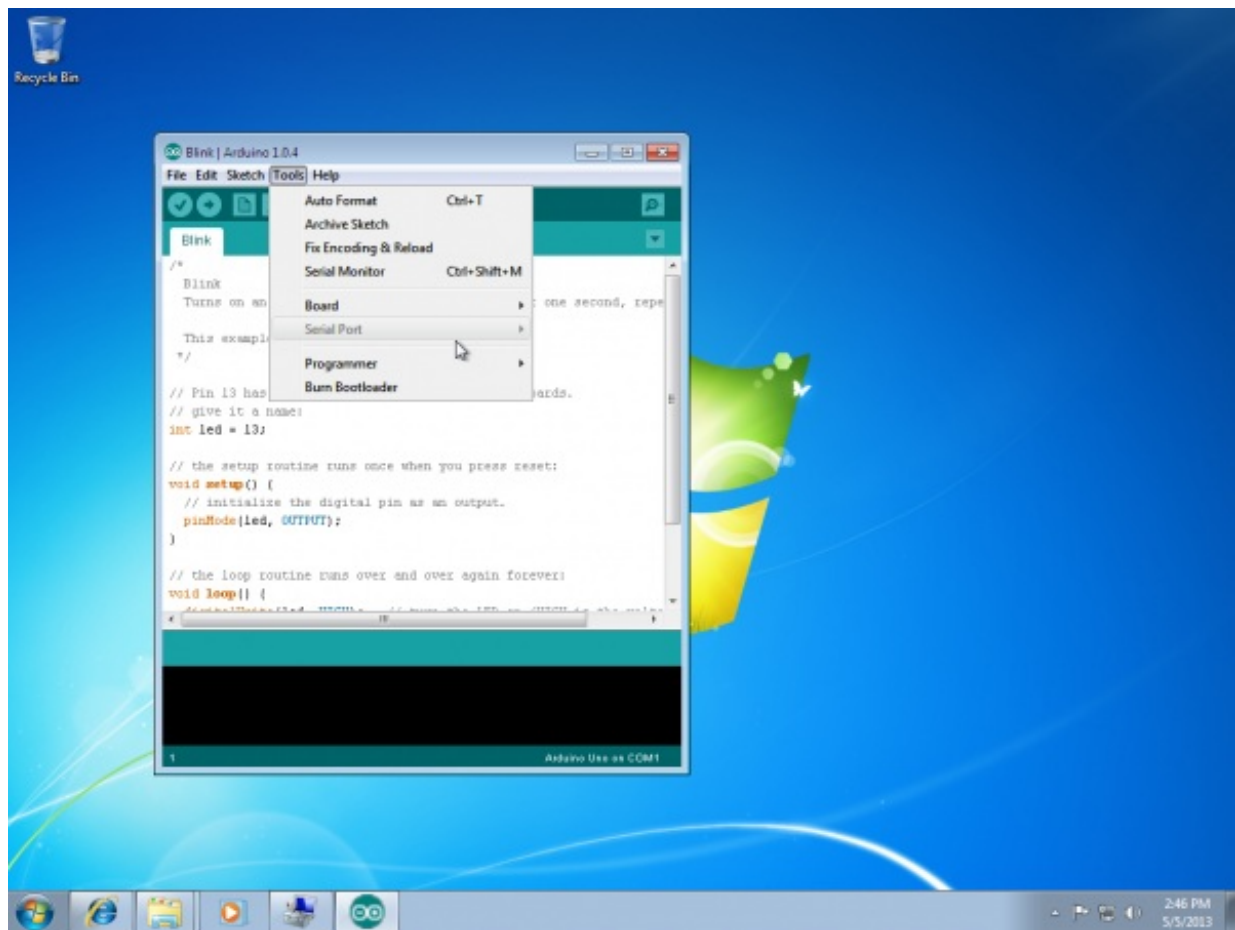 Recycle Bin
Blink | Arduino 1.0.4
File Edit Sketch Tools Help
Auto Format Ctrl+T
Archive Sketch
Fix Encoding & Reload
Serial Monitor Ctrl+Shift+M
Board
Serial Port
Programmer
Burn Bootloader
Blink
/*
Blink
Turns on an one second, repe
This exampl
*/
// Pin 13 has ards.
// give it a name:
int led = 13;
// the setup routine runs once when you press reset:
void setup() {
// initialize the digital pin as an output.
pinMode(led, OUTPUT);
}
// the loop routine runs over and over again forever:
void loop() {
1 Arduino Uno on COM1
2:46 PM
5/5/2013